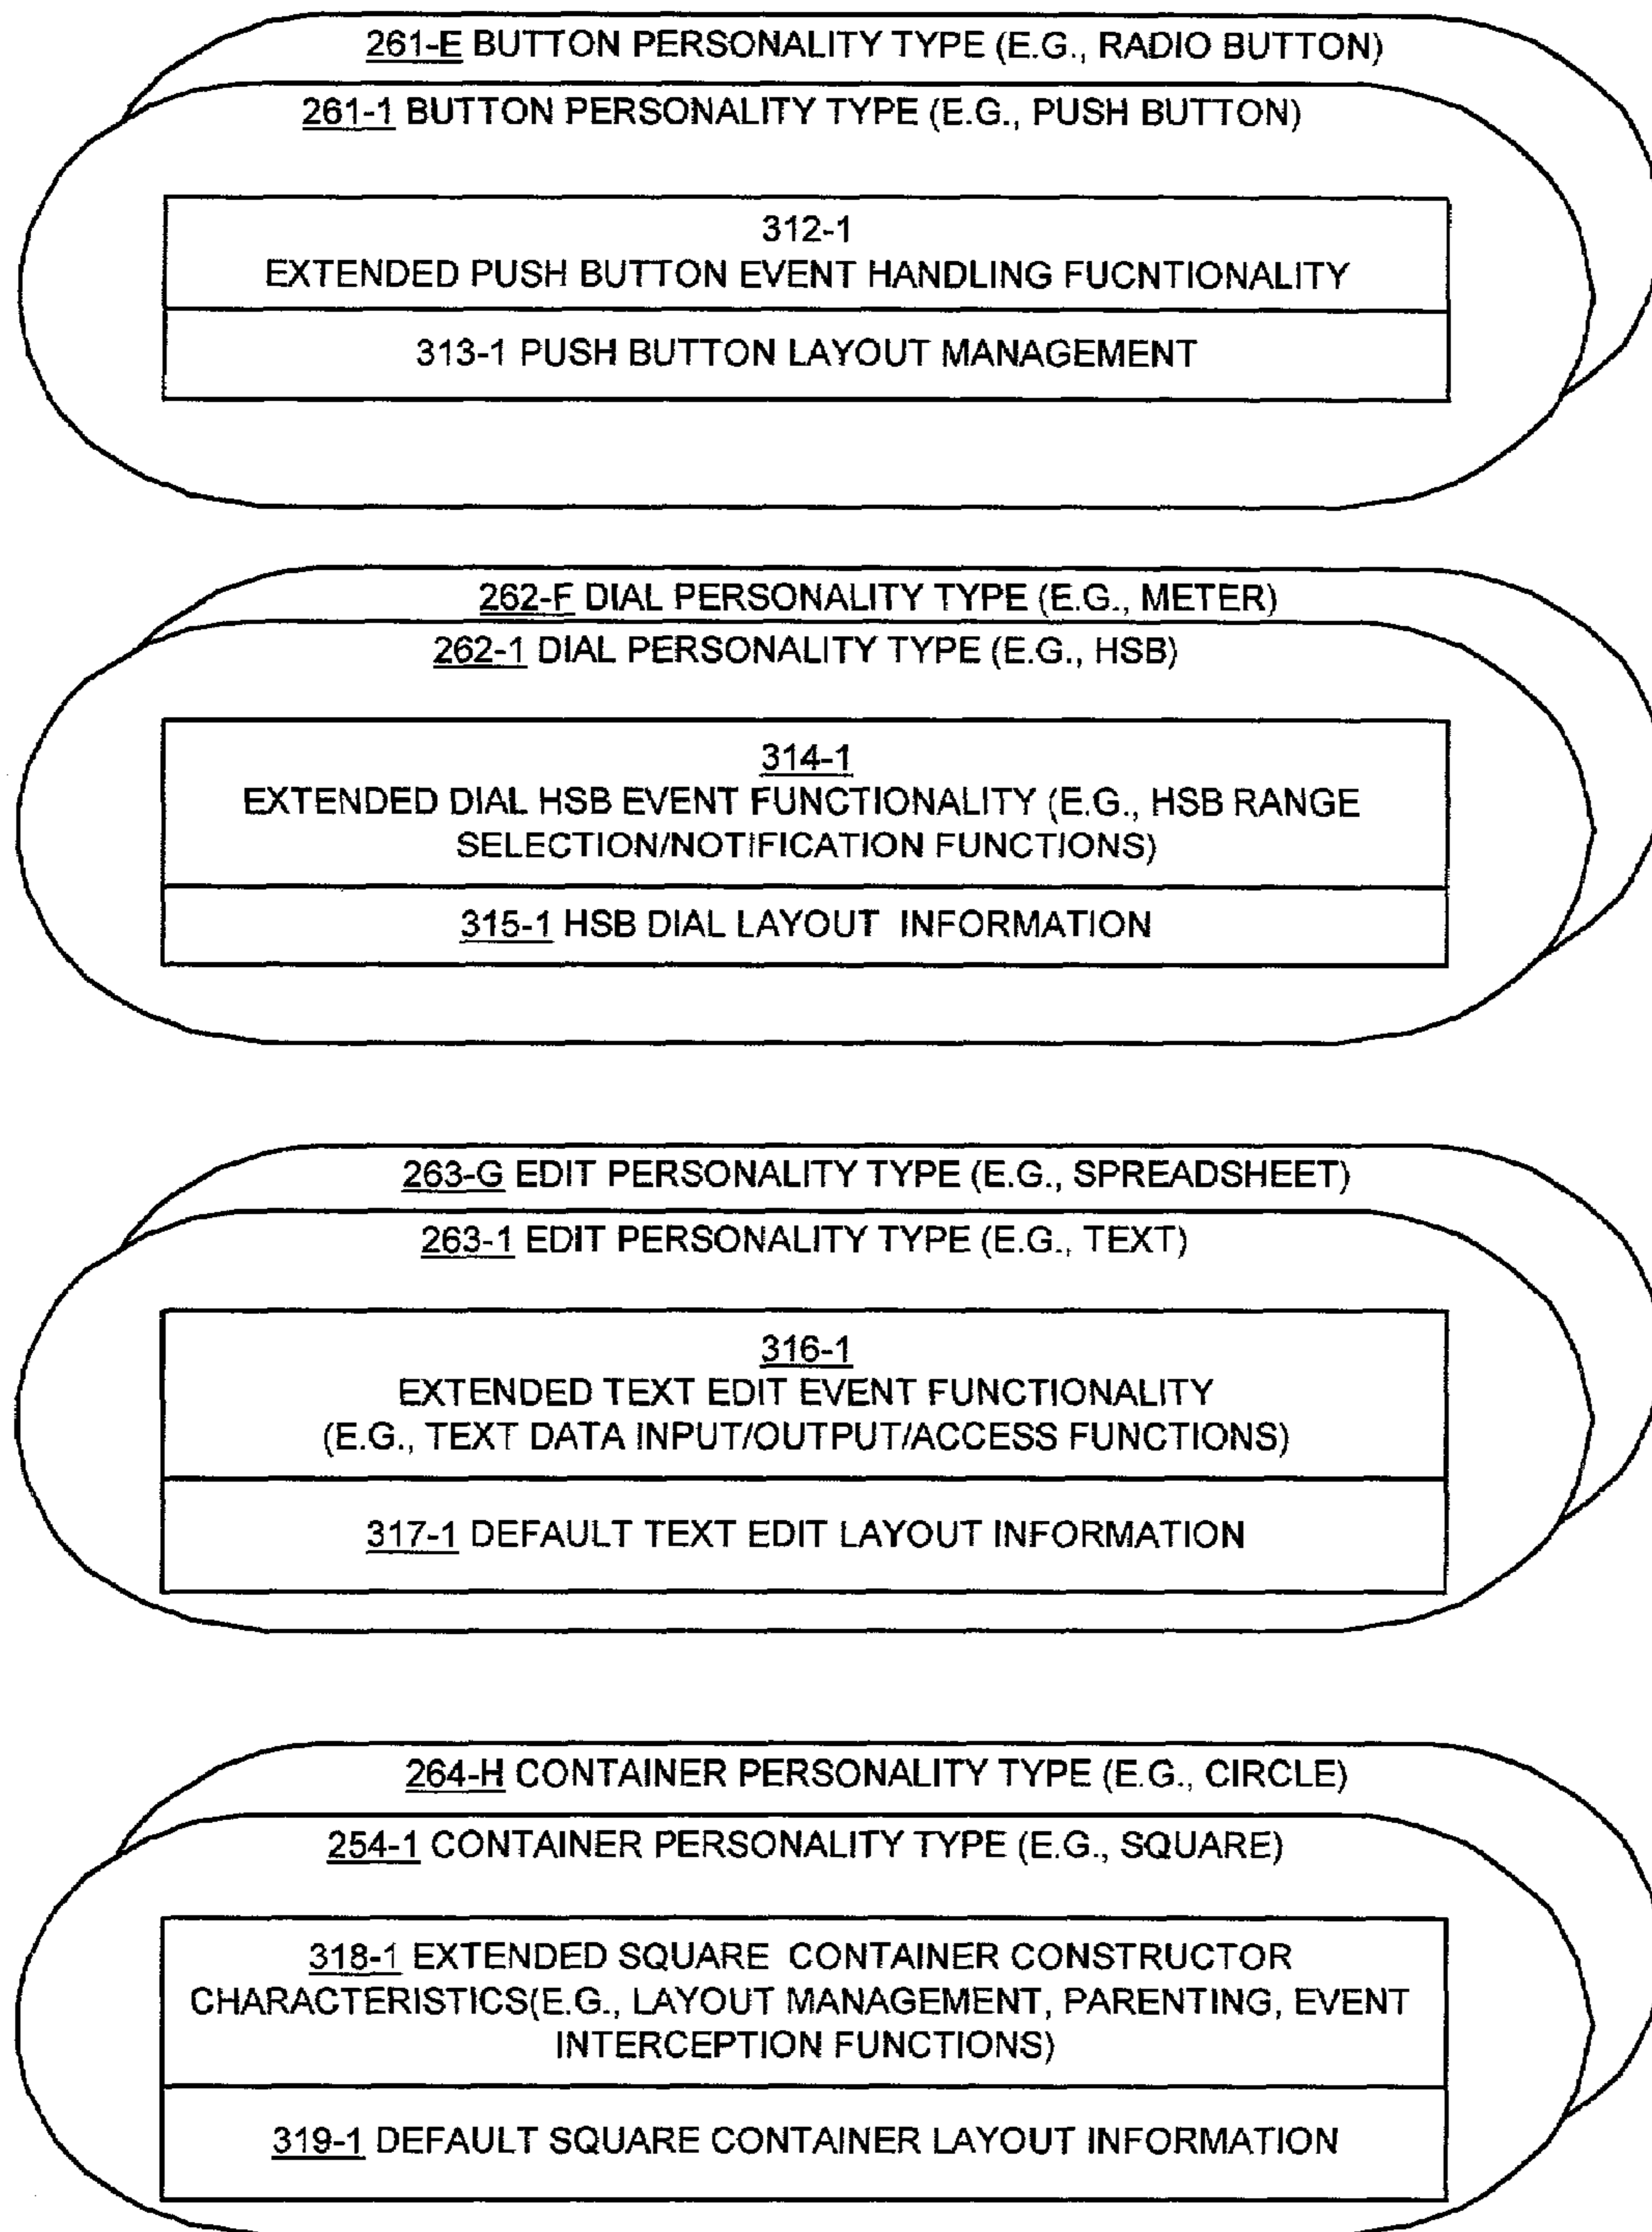 261-E BUTTON PERSONALITY TYPE (E.G., RADIO BUTTON)
261-1 BUTTON PERSONALITY TYPE (E.G., PUSH BUTTON)
312-1
EXTENDED PUSH BUTTON EVENT HANDLING FUCNTIONALITY
313-1 PUSH BUTTON LAYOUT MANAGEMENT
262-F DIAL PERSONALITY TYPE (E.G., METER)
262-1 DIAL PERSONALITY TYPE (E.G., HSB)
314-1
EXTENDED DIAL HSB EVENT FUNCTIONALITY (E.G., HSB RANGE
SELECTION/NOTIFICATION FUNCTIONS)
315-1 HSB DIAL LAYOUT INFORMATION
263-G EDIT PERSONALITY TYPE (E.G., SPREADSHEET)
263-1 EDIT PERSONALITY TYPE (E.G., TEXT)
316-1
EXTENDED TEXT EDIT EVENT FUNCTIONALITY
(E.G., TEXT DATA INPUT/OUTPUT/ACCESS FUNCTIONS)
317-1 DEFAULT TEXT EDIT LAYOUT INFORMATION
264-H CONTAINER PERSONALITY TYPE (E.G., CIRCLE)
254-1 CONTAINER PERSONALITY TYPE (E.G., SQUARE)
318-1 EXTENDED SQUARE CONTAINER CONSTRUCTOR
CHARACTERISTICS(E.G., LAYOUT MANAGEMENT, PARENTING, EVENT
INTERCEPTION FUNCTIONS)
319-1 DEFAULT SQUARE CONTAINER LAYOUT INFORMATION